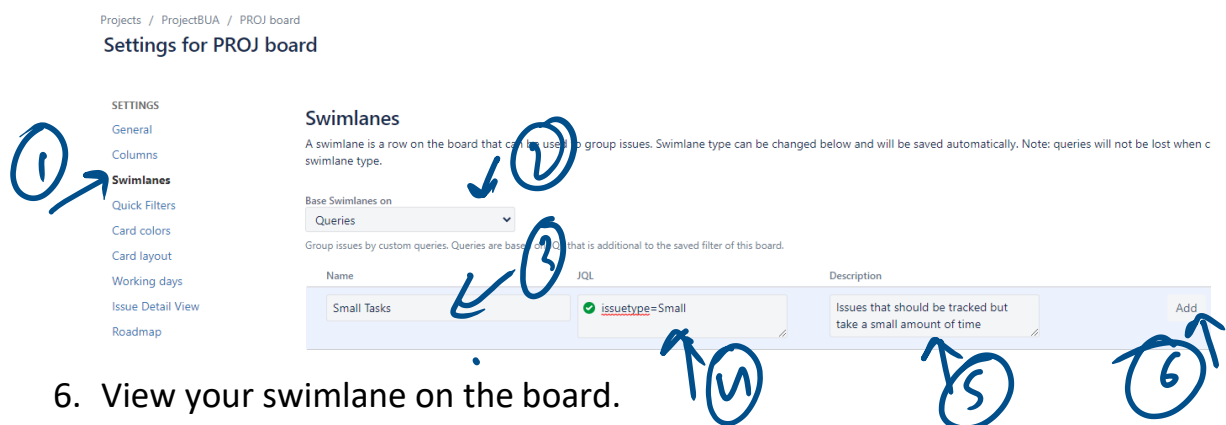 Projects / ProjectBUA / PROJ board
Settings for PROJ board
SETTINGS
General
Columns
Swimlanes
Quick Filters
Card colors
Card layout
Working days
Issue Detail View
Roadmap
Swimlanes
A swimlane is a row on the board that can be used to group issues. Swimlane type can be changed below and will be saved automatically. Note: queries will not be lost when c
swimlane type.
Base Swimlanes on
Queries
Group issues by custom queries. Queries are based on JQL that is additional to the saved filter of this board.
Name JQL Description
Small Tasks issuetype=Small Issues that should be tracked but
take a small amount of time
Add
1
2
3
5
6
6. View your swimlane on the board.